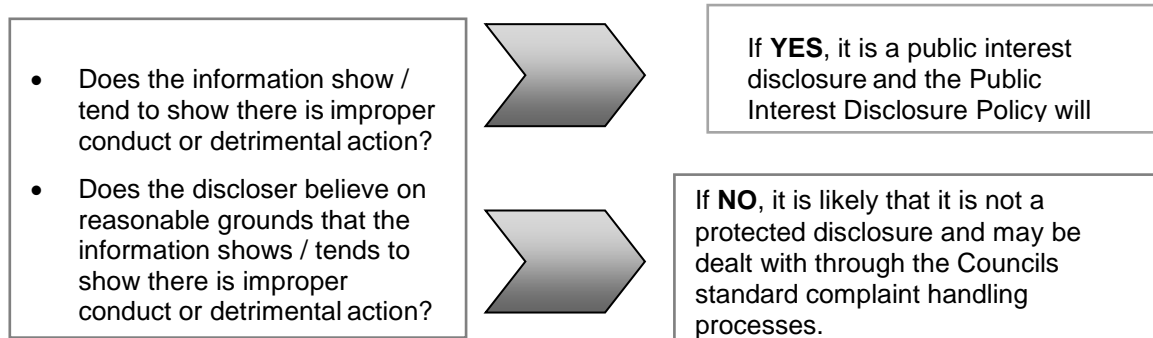 • Does the information show /
tend to show there is improper
conduct or detrimental action?
• Does the discloser believe on
reasonable grounds that the
information shows / tends to
show there is improper
conduct or detrimental action?
If YES, it is a public interest
disclosure and the Public
Interest Disclosure Policy will
If NO, it is likely that it is not a
protected disclosure and may be
dealt with through the Councils
standard complaint handling
processes.